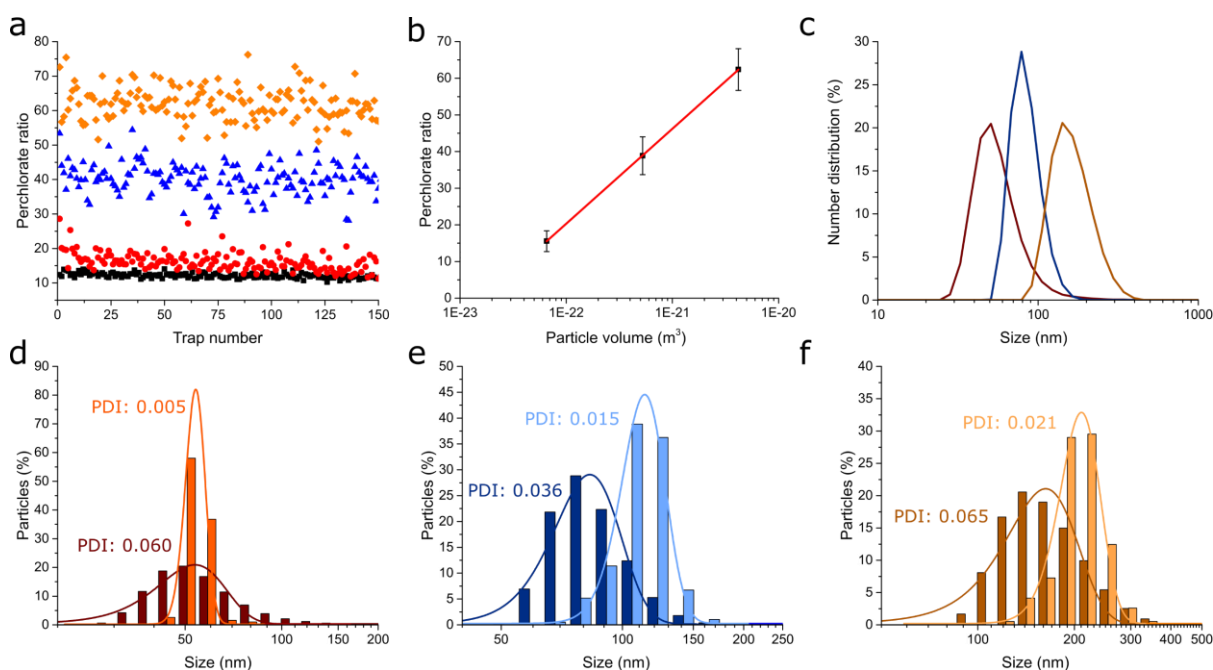 a
80
70
60
50
40
30
20
10
Perchlorate ratio
0
25
50
75
100
125
150
Trap number
b
80
70
60
50
40
30
20
10
0
Perchlorate ratio
1E-23
1E-22
1E-21
1E-20
Particle volume (m³)
c
30
25
20
15
10
5
0
Number distribution (%)
10
100
1000
Size (nm)
d
90
80
70
60
50
40
30
20
10
0
Particles (%)
PDI: 0.005
PDI: 0.060
50
100
200
Size (nm)
e
50
45
40
35
30
25
20
15
10
5
0
Particles (%)
PDI: 0.015
PDI: 0.036
50
100
150
250
Size (nm)
f
40
35
30
25
20
15
10
5
0
Particles (%)
PDI: 0.021
PDI: 0.065
100
200
300
500
Size (nm)